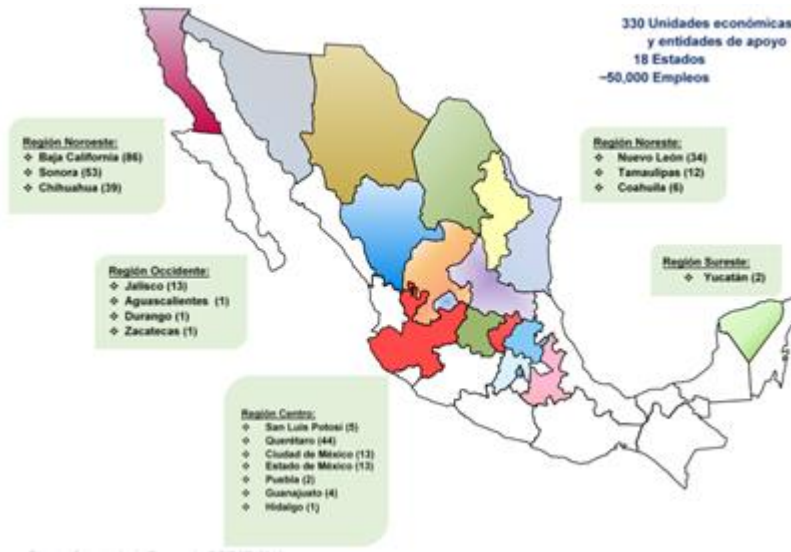 330 Unidades económicas
y entidades de apoyo
18 Estados
~50,000 Empleos
Región Noroeste:
❖ Baja California (86)
❖ Sonora (53)
❖ Chihuahua (39)
Región Noreste:
❖ Nuevo León (34)
❖ Tamaulipas (12)
❖ Coahuila (6)
Región Occidente:
❖ Jalisco (13)
❖ Aguascalientes (1)
❖ Durango (1)
❖ Zacatecas (1)
Región Sureste:
❖ Yucatán (2)
Región Centro:
❖ San Luis Potosí (5)
❖ Querétaro (44)
❖ Ciudad de México (13)
❖ Estado de México (13)
❖ Puebla (2)
❖ Guanajuato (4)
❖ Hidalgo (1)